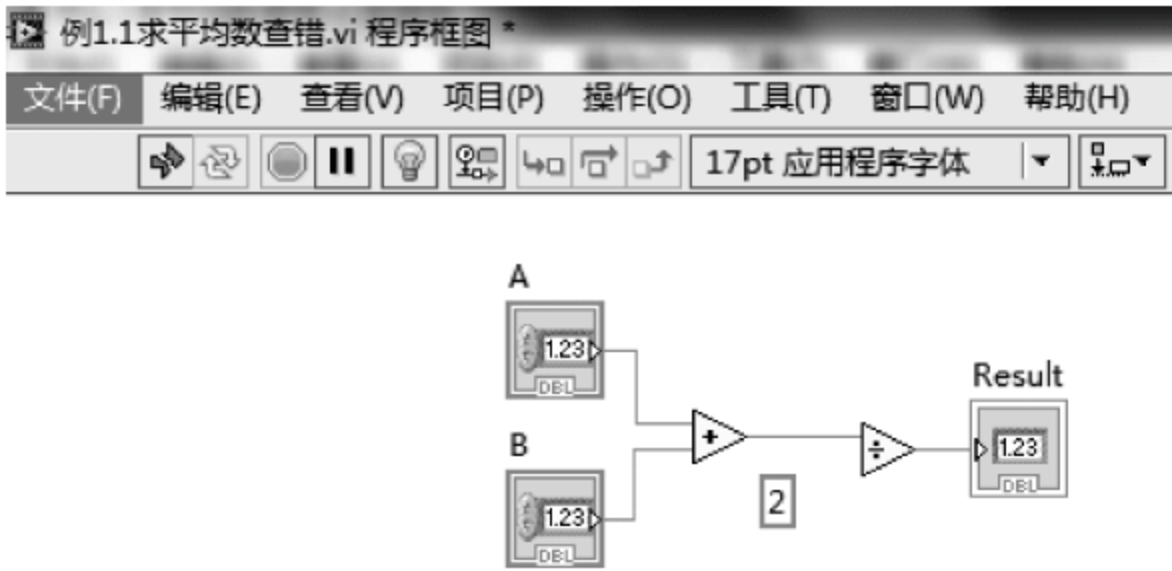 例1.1求平均数查错.vi 程序框图 *
文件(F) 编辑(E) 查看(V) 项目(P) 操作(O) 工具(T) 窗口(W) 帮助(H)
17pt 应用程序字体
A
1.23
DBL
B
1.23
DBL
+
2
÷
Result
1.23
DBL